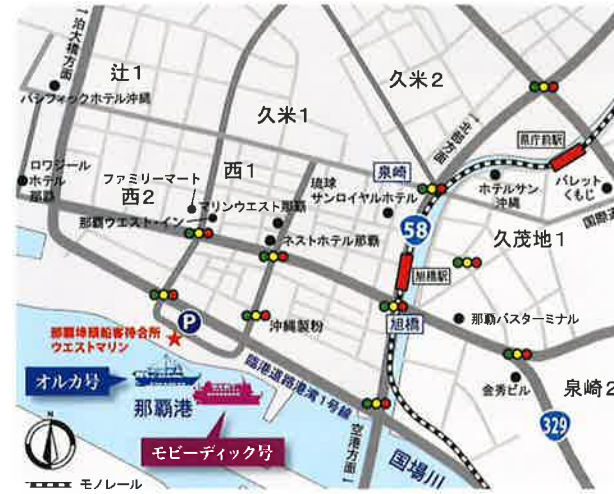 ↑泊大橋方面
辻1
パシフィックホテル沖縄
久米2
久米1
↑北部方面
県庁前駅
ロワジール
ホテル
那覇
ファミリーマート
西1
西2
マリンウエスト那覇
那覇ウエスト・イン
琉球
サンロイヤルホテル
泉崎
ホテルサン
沖縄
パレット
くもじ
58
久茂地1
ネストホテル那覇
旭橋駅
P
沖縄製粉
旭橋
那覇バスターミナル
那覇埠頭船客待合所
ウエストマリン
臨港道路港湾1号線
オルカ号
那覇港
金秀ビル
泉崎2
329
モビーディック号
空港方面↓
国場川
N
モノレール